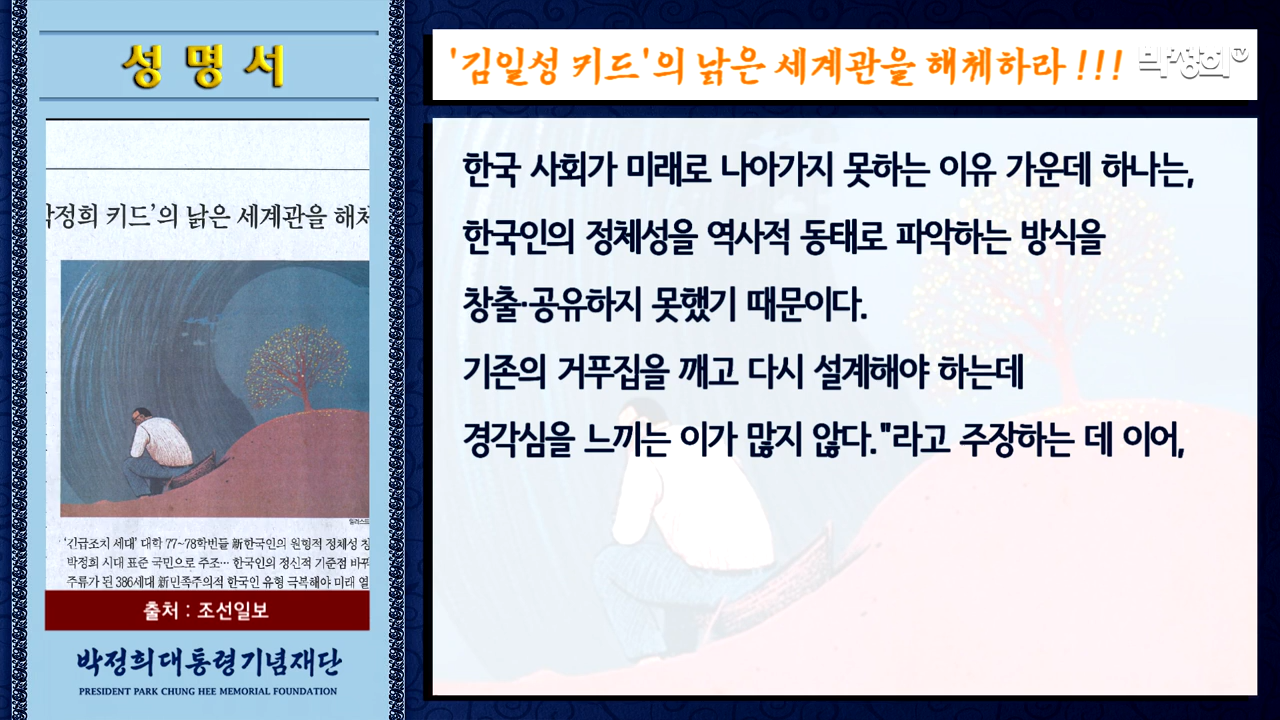 성명서
'김일성 키드'의 낡은 세계관을 해체하라 !!!
박정희TV
박정희 키드'의 낡은 세계관을 해체
일러스트
'긴급조치 세대' 대학 77~78학번들 新한국인의 원형적 정체성 창
박정희 시대 표준 국민으로 주조… 한국인의 정신적 기준점 바꾸
주류가 된 386세대 新민족주의적 한국인 유형 극복해야 미래 열
출처 : 조선일보
박정희대통령기념재단
PRESIDENT PARK CHUNG HEE MEMORIAL FOUNDATION
한국 사회가 미래로 나아가지 못하는 이유 가운데 하나는,
한국인의 정체성을 역사적 동태로 파악하는 방식을
창출·공유하지 못했기 때문이다.
기존의 거푸집을 깨고 다시 설계해야 하는데
경각심을 느끼는 이가 많지 않다."라고 주장하는 데 이어,